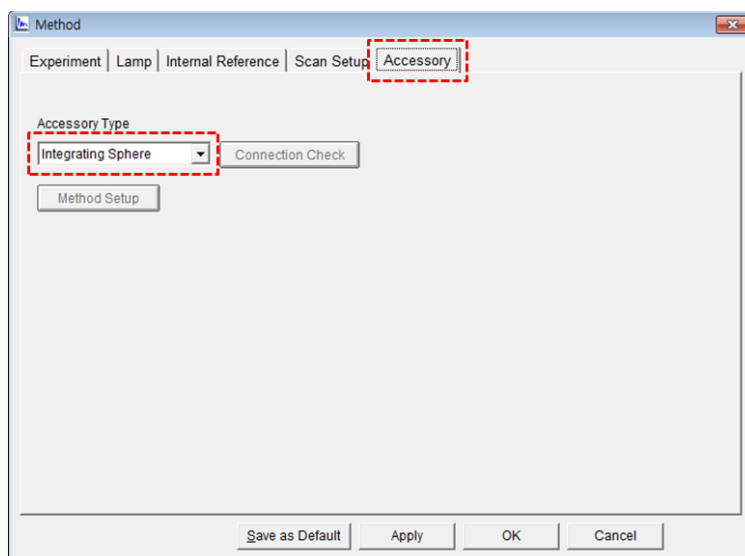 Method
Experiment Lamp Internal Reference Scan Setup Accessory
Accessory Type
Integrating Sphere Connection Check
Method Setup
Save as Default Apply OK Cancel